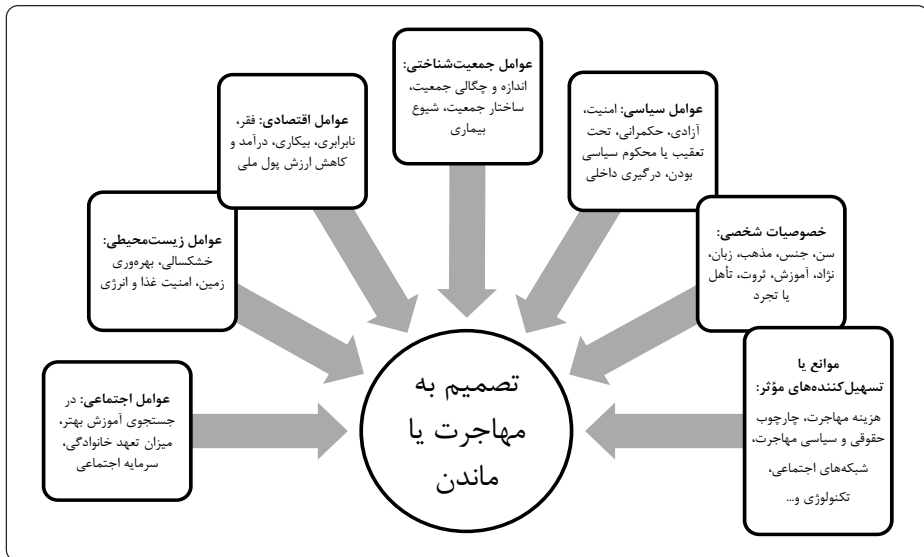 عوامل جمعیت‌شناختی:
اندازه و چگالی جمعیت،
ساختار جمعیت، شیوع
بیماری
عوامل سیاسی: امنیت،
آزادی، حکمرانی، تحت
تعقیب یا محکوم سیاسی
بودن، درگیری داخلی
خصوصیات شخصی:
سن، جنس، مذهب، زبان،
نژاد، آموزش، ثروت، تأهل
یا تجرد
موانع یا
تسهیل‌کننده‌های مؤثر:
هزینه مهاجرت، چارچوب
حقوقی و سیاسی مهاجرت،
شبکه‌های اجتماعی،
تکنولوژی و...
عوامل اقتصادی: فقر،
نابرابری، بیکاری، درآمد و
کاهش ارزش پول ملی
عوامل زیست‌محیطی:
خشکسالی، بهره‌وری
زمین، امنیت غذا و انرژی
عوامل اجتماعی: در
جستجوی آموزش بهتر،
میزان تعهد خانوادگی،
سرمایه اجتماعی
تصمیم به
مهاجرت یا
ماندن